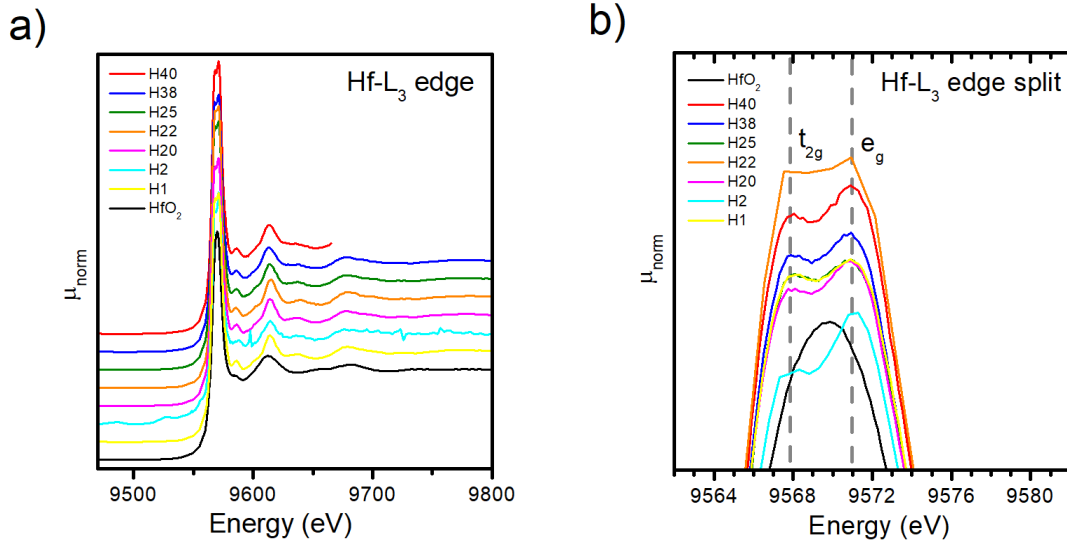 a)
Hf-L3 edge
H40
H38
H25
H22
H20
H2
H1
HfO2
μnorm
9500 9600 9700 9800
Energy (eV)
b)
Hf-L3 edge split
HfO2
H40
H38
H25
H22
H20
H2
H1
t2g
eg
μnorm
9564 9568 9572 9576 9580
Energy (eV)